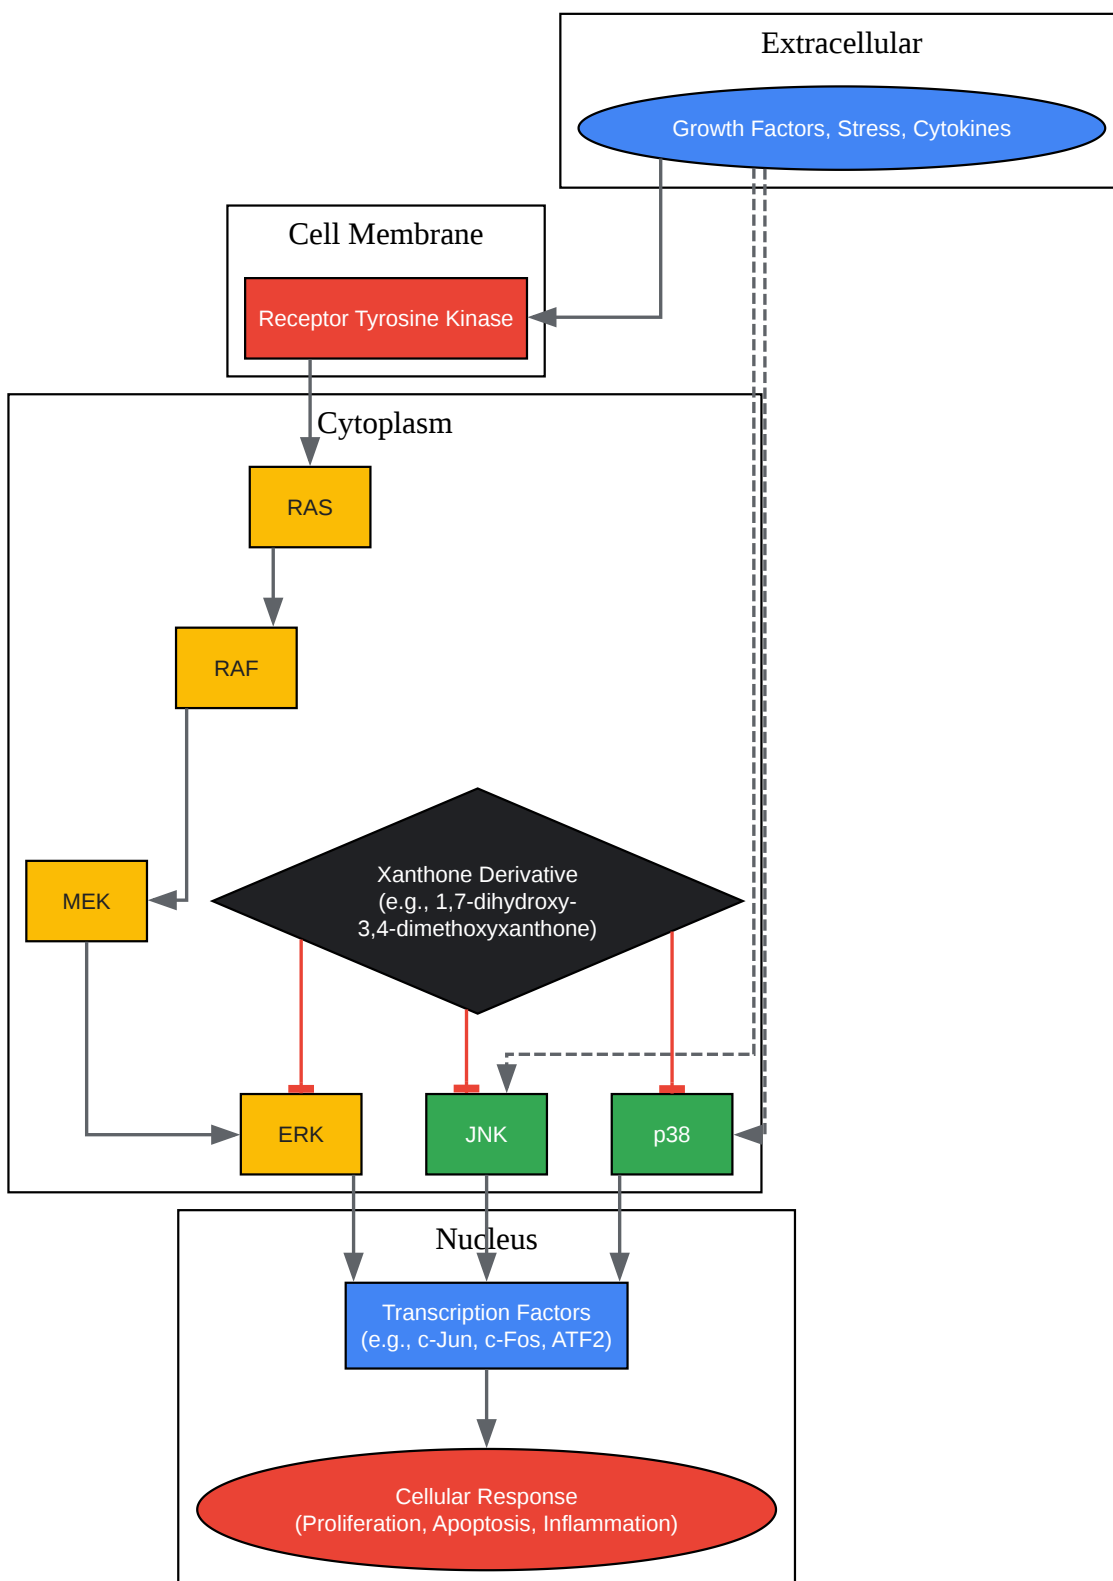 Extracellular
Growth Factors, Stress, Cytokines
Cell Membrane
Receptor Tyrosine Kinase
Cytoplasm
RAS
RAF
MEK
Xanthone Derivative
(e.g., 1,7-dihydroxy-
3,4-dimethoxyxanthone)
ERK
JNK
p38
Nucleus
Transcription Factors
(e.g., c-Jun, c-Fos, ATF2)
Cellular Response
(Proliferation, Apoptosis, Inflammation)